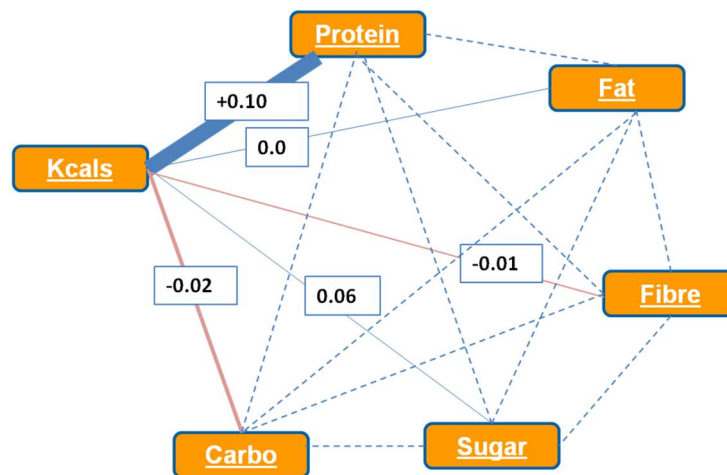 Protein
+0.10
Fat
0.0
Kcals
-0.01
-0.02
0.06
Fibre
Carbo
Sugar